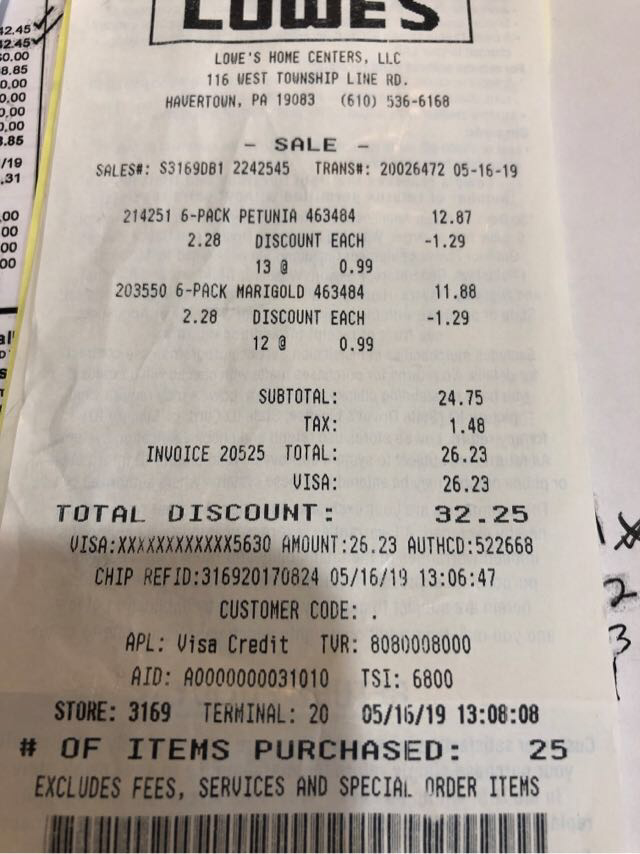 LOWE'S
LOWE'S HOME CENTERS, LLC
116 WEST TOWNSHIP LINE RD.
HAVERTOWN, PA 19083 (610) 536-6168
- SALE -
SALES#: S3169DB1 2242545 TRANS#: 20026472 05-16-19
214251 6-PACK PETUNIA 463484 12.87
2.28 DISCOUNT EACH -1.29
13 @ 0.99
203550 6-PACK MARIGOLD 463484 11.88
2.28 DISCOUNT EACH -1.29
12 @ 0.99
SUBTOTAL: 24.75
TAX: 1.48
INVOICE 20525 TOTAL: 26.23
VISA: 26.23
TOTAL DISCOUNT: 32.25
VISA:XXXXXXXXXXXX5630 AMOUNT:26.23 AUTHCD:522668
CHIP REFID:316920170824 05/16/19 13:06:47
CUSTOMER CODE: .
APL: Visa Credit TVR: 8080008000
AID: A0000000031010 TSI: 6800
STORE: 3169 TERMINAL: 20 05/16/19 13:08:08
# OF ITEMS PURCHASED: 25
EXCLUDES FEES, SERVICES AND SPECIAL ORDER ITEMS
2
3